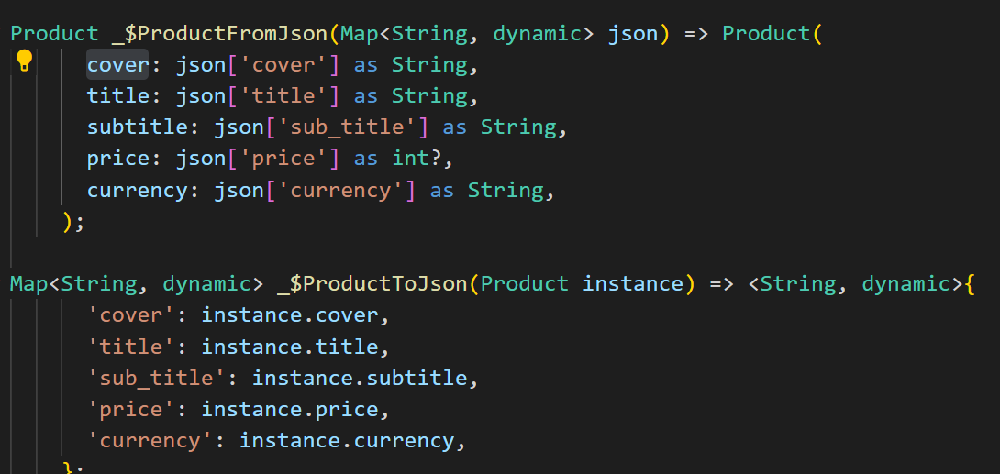 Product _$ProductFromJson(Map<String, dynamic> json) => Product(
cover: json['cover'] as String,
title: json['title'] as String,
subtitle: json['sub_title'] as String,
price: json['price'] as int?,
currency: json['currency'] as String,
);
Map<String, dynamic> _$ProductToJson(Product instance) => <String, dynamic>{
'cover': instance.cover,
'title': instance.title,
'sub_title': instance.subtitle,
'price': instance.price,
'currency': instance.currency,
};